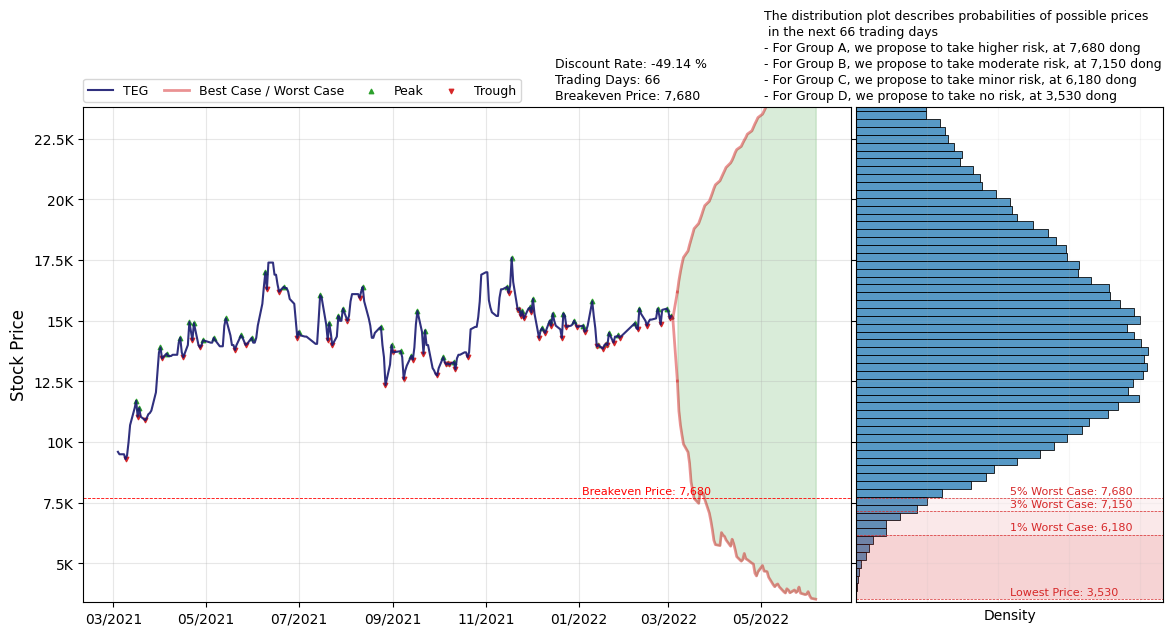 The distribution plot describes probabilities of possible prices
in the next 66 trading days
- For Group A, we propose to take higher risk, at 7,680 dong
- For Group B, we propose to take moderate risk, at 7,150 dong
- For Group C, we propose to take minor risk, at 6,180 dong
- For Group D, we propose to take no risk, at 3,530 dong
Discount Rate: -49.14 %
Trading Days: 66
Breakeven Price: 7,680
TEG
Best Case / Worst Case
Peak
Trough
Stock Price
22.5K
20K
17.5K
15K
12.5K
10K
7.5K
5K
Breakeven Price: 7,680
03/2021
05/2021
07/2021
09/2021
11/2021
01/2022
03/2022
05/2022
5% Worst Case: 7,680
3% Worst Case: 7,150
1% Worst Case: 6,180
Lowest Price: 3,530
Density